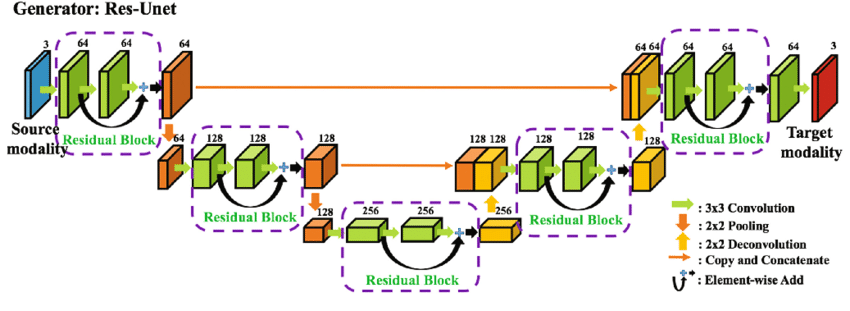 Generator: Res-Unet
3
64
64
64
64 64
64
64
64
3
Source
modality
Residual Block
Residual Block
Target
modality
64
128
128
128
128 128
128
128
128
Residual Block
Residual Block
128
256
256
256
Residual Block
: 3x3 Convolution
: 2x2 Pooling
: 2x2 Deconvolution
: Copy and Concatenate
: Element-wise Add